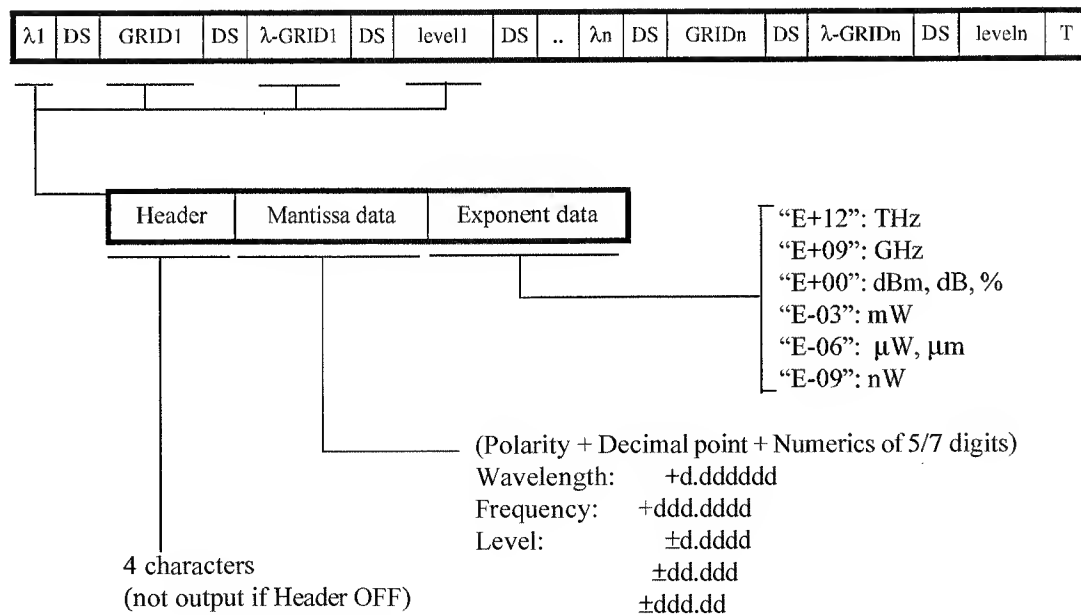 λ1 DS GRID1 DS λ-GRID1 DS level1 DS .. λn DS GRIDn DS λ-GRIDn DS leveln T
Header Mantissa data Exponent data
“E+12”: THz
“E+09”: GHz
“E+00”: dBm, dB, %
“E-03”: mW
“E-06”: μW, μm
“E-09”: nW
(Polarity + Decimal point + Numerics of 5/7 digits)
Wavelength: +d.dddddd
Frequency: +ddd.dddd
Level: ±d.dddd
±dd.ddd
±ddd.dd
4 characters
(not output if Header OFF)